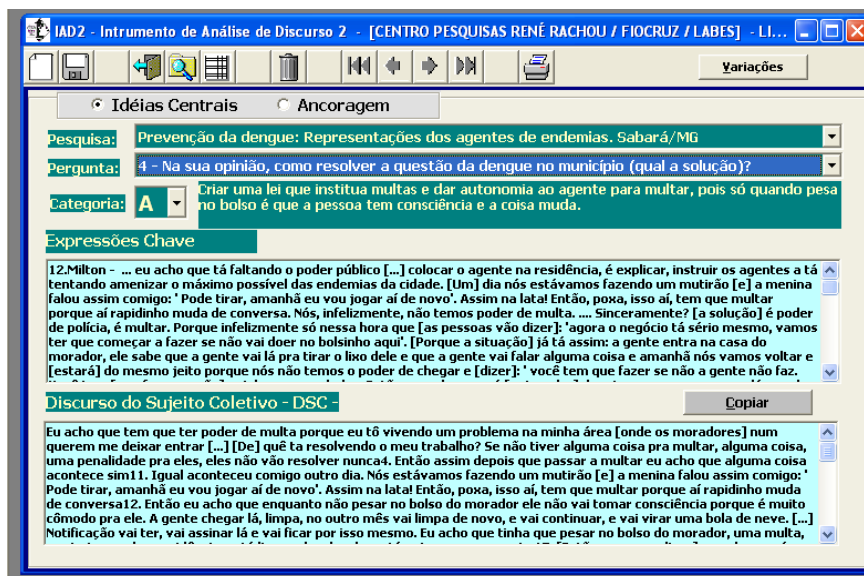 IAD2 - Intrumento de Análise de Discurso 2 - [CENTRO PESQUISAS RENÉ RACHOU / FIOCRUZ / LABES] - LI...
Variações
Idéias Centrais Ancoragem
Pesquisa: Prevenção da dengue: Representações dos agentes de endemias. Sabará/MG
Pergunta: 4 - Na sua opinião, como resolver a questão da dengue no município (qual a solução)?
Categoria: A Criar uma lei que institua multas e dar autonomia ao agente para multar, pois só quando pesa
no bolso é que a pessoa tem consciência e a coisa muda.
Expressões Chave
12.Milton - ... eu acho que tá faltando o poder público [...] colocar o agente na residência, é explicar, instruir os agentes a tá
tentando amenizar o máximo possível das endemias da cidade. [Um] dia nós estávamos fazendo um mutirão [e] a menina
falou assim comigo: ' Pode tirar, amanhã eu vou jogar aí de novo'. Assim na lata! Então, poxa, isso aí, tem que multar
porque aí rapidinho muda de conversa. Nós, infelizmente, não temos poder de multa. .... Sinceramente? [a solução] é poder
de polícia, é multar. Porque infelizmente só nessa hora que [as pessoas vão dizer]: 'agora o negócio tá sério mesmo, vamos
ter que começar a fazer se não vai doer no bolsinho aqui'. [Porque a situação] já tá assim: a gente entra na casa do
morador, ele sabe que a gente vai lá pra tirar o lixo dele e que a gente vai falar alguma coisa e amanhã nós vamos voltar e
[estará] do mesmo jeito porque nós não temos o poder de chegar e [dizer]: ' você tem que fazer se não a gente não faz.
Discurso do Sujeito Coletivo - DSC -
Copiar
Eu acho que tem que ter poder de multa porque eu tô vivendo um problema na minha área [onde os moradores] num
querem me deixar entrar [...] [De] quê ta resolvendo o meu trabalho? Se não tiver alguma coisa pra multar, alguma coisa,
uma penalidade pra eles, eles não vão resolver nunca4. Então assim depois que passar a multar eu acho que alguma coisa
acontece sim11. Igual aconteceu comigo outro dia. Nós estávamos fazendo um mutirão [e] a menina falou assim comigo: '
Pode tirar, amanhã eu vou jogar aí de novo'. Assim na lata! Então, poxa, isso aí, tem que multar porque aí rapidinho muda
de conversa12. Então eu acho que enquanto não pesar no bolso do morador ele não vai tomar consciência porque é muito
cômodo pra ele. A gente chegar lá, limpa, no outro mês vai limpa de novo, e vai continuar, e vai virar uma bola de neve. [...]
Notificação vai ter, vai assinar lá e vai ficar por isso mesmo. Eu acho que tinha que pesar no bolso do morador, uma multa,